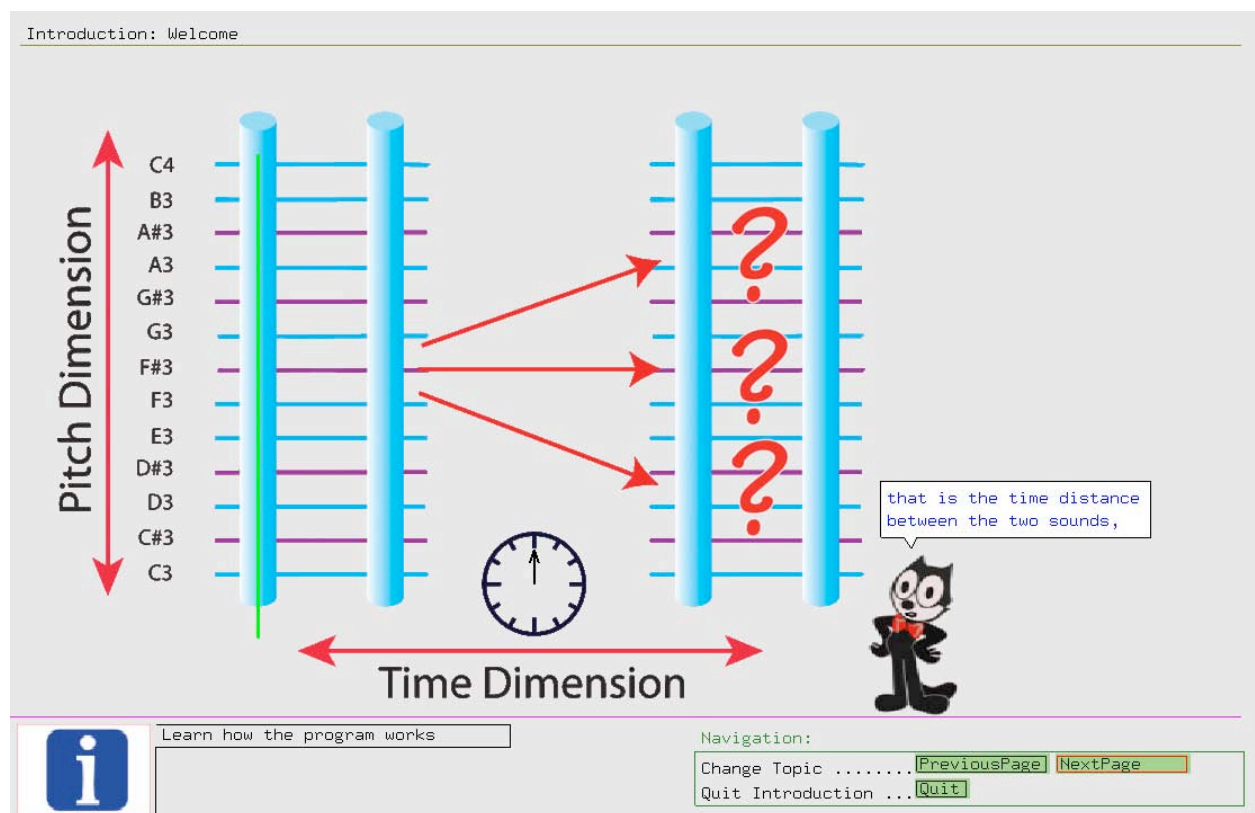 Introduction: Welcome
Pitch Dimension
C4
B3
A#3
A3
G#3
G3
F#3
F3
E3
D#3
D3
C#3
C3
?
?
?
that is the time distance
between the two sounds,
Time Dimension
i
Learn how the program works
Navigation:
Change Topic ........PreviousPage NextPage
Quit Introduction ...Quit